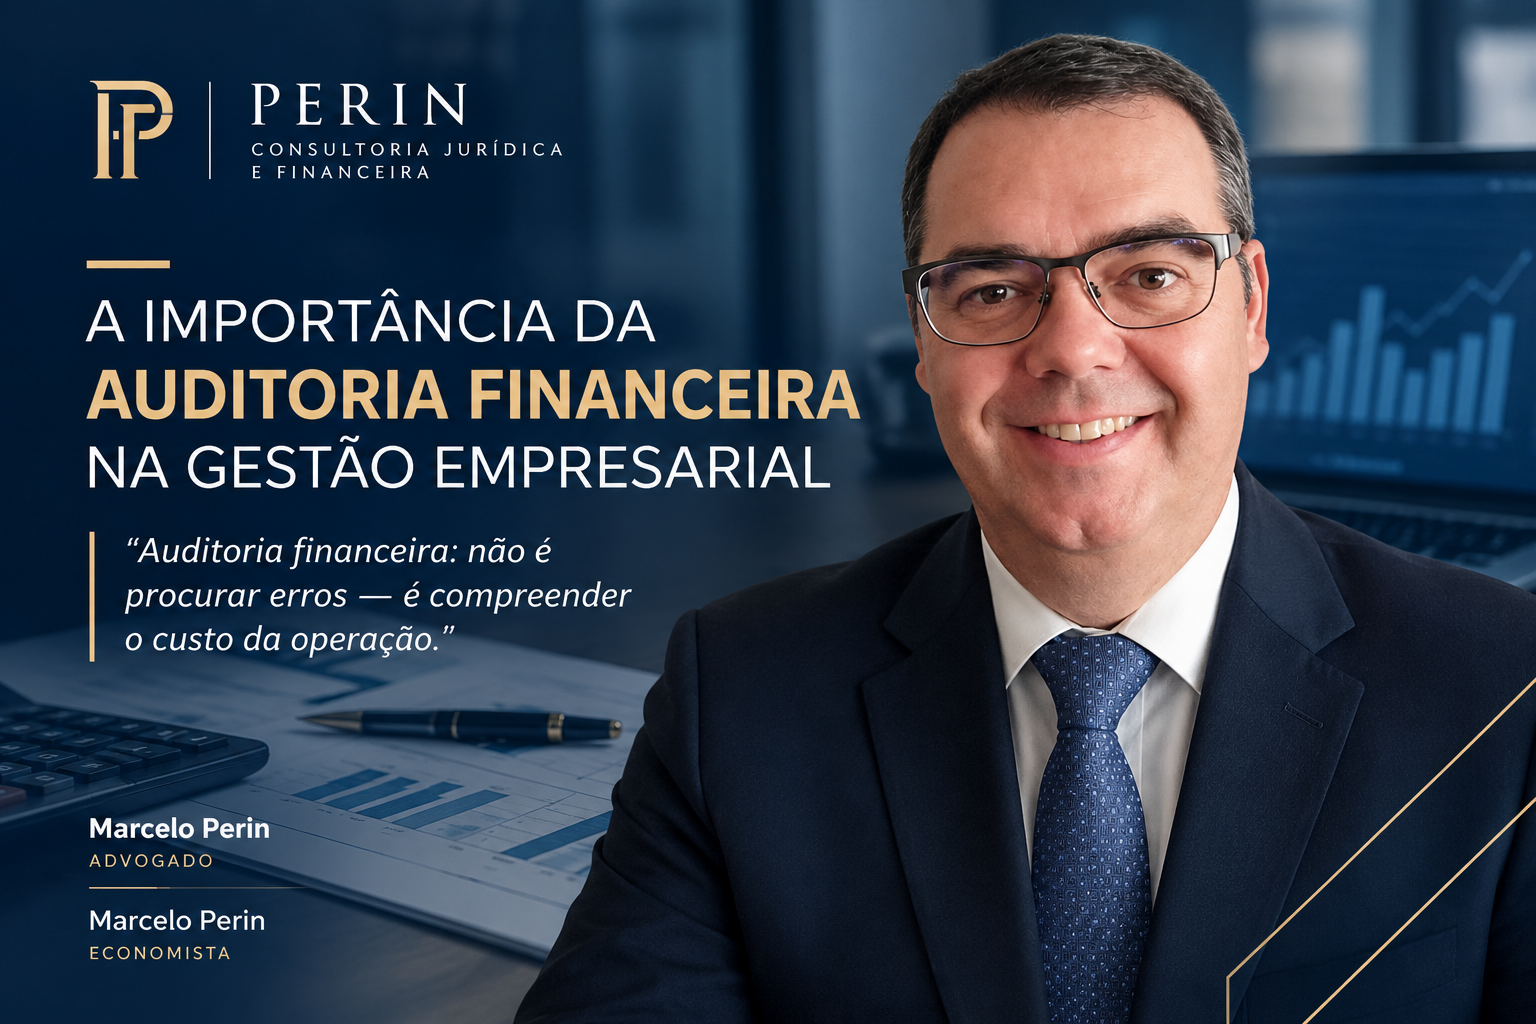 PERIN
CONSULTORIA JURÍDICA
E FINANCEIRA
A IMPORTÂNCIA DA
AUDITORIA FINANCEIRA
NA GESTÃO EMPRESARIAL
“Auditoria financeira: não é
procurar erros — é compreender
o custo da operação.”
Marcelo Perin
ADVOGADO
Marcelo Perin
ECONOMISTA